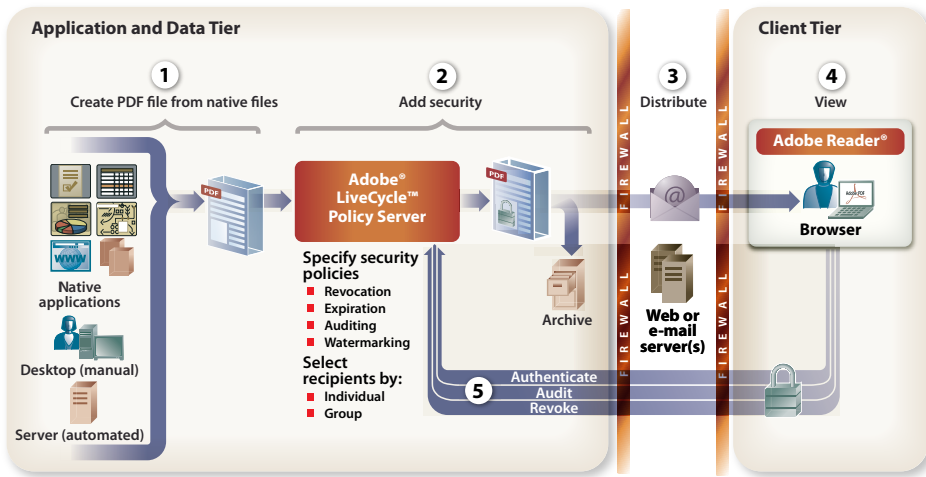 Application and Data Tier
Client Tier
1
2
3
4
Create PDF file from native files
Add security
Distribute
View
Adobe Reader®
PDF
PDF
Adobe®
LiveCycle™
Policy Server
@
Browser
WWW
Native
applications
Desktop (manual)
Server (automated)
Specify security
policies
Revocation
Expiration
Auditing
Watermarking
Select
recipients by:
Individual
Group
Archive
FIREWALL
FIREWALL
FIREWALL
FIREWALL
Web or
e-mail
server(s)
5
Authenticate
Audit
Revoke